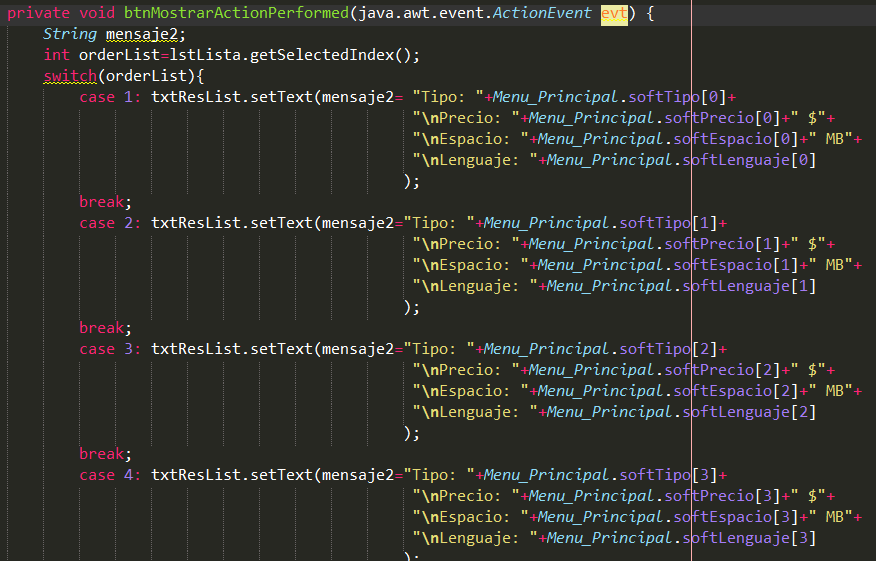 private void btnMostrarActionPerformed(java.awt.event.ActionEvent evt) {
String mensaje2;
int orderList=lstLista.getSelectedIndex();
switch(orderList){
case 1: txtResList.setText(mensaje2= "Tipo: "+Menu_Principal.softTipo[0]+
"\nPrecio: "+Menu_Principal.softPrecio[0]+" $"+
"\nEspacio: "+Menu_Principal.softEspacio[0]+" MB"+
"\nLenguaje: "+Menu_Principal.softLenguaje[0]
);
break;
case 2: txtResList.setText(mensaje2="Tipo: "+Menu_Principal.softTipo[1]+
"\nPrecio: "+Menu_Principal.softPrecio[1]+" $"+
"\nEspacio: "+Menu_Principal.softEspacio[1]+" MB"+
"\nLenguaje: "+Menu_Principal.softLenguaje[1]
);
break;
case 3: txtResList.setText(mensaje2="Tipo: "+Menu_Principal.softTipo[2]+
"\nPrecio: "+Menu_Principal.softPrecio[2]+" $"+
"\nEspacio: "+Menu_Principal.softEspacio[2]+" MB"+
"\nLenguaje: "+Menu_Principal.softLenguaje[2]
);
break;
case 4: txtResList.setText(mensaje2="Tipo: "+Menu_Principal.softTipo[3]+
"\nPrecio: "+Menu_Principal.softPrecio[3]+" $"+
"\nEspacio: "+Menu_Principal.softEspacio[3]+" MB"+
"\nLenguaje: "+Menu_Principal.softLenguaje[3]
);